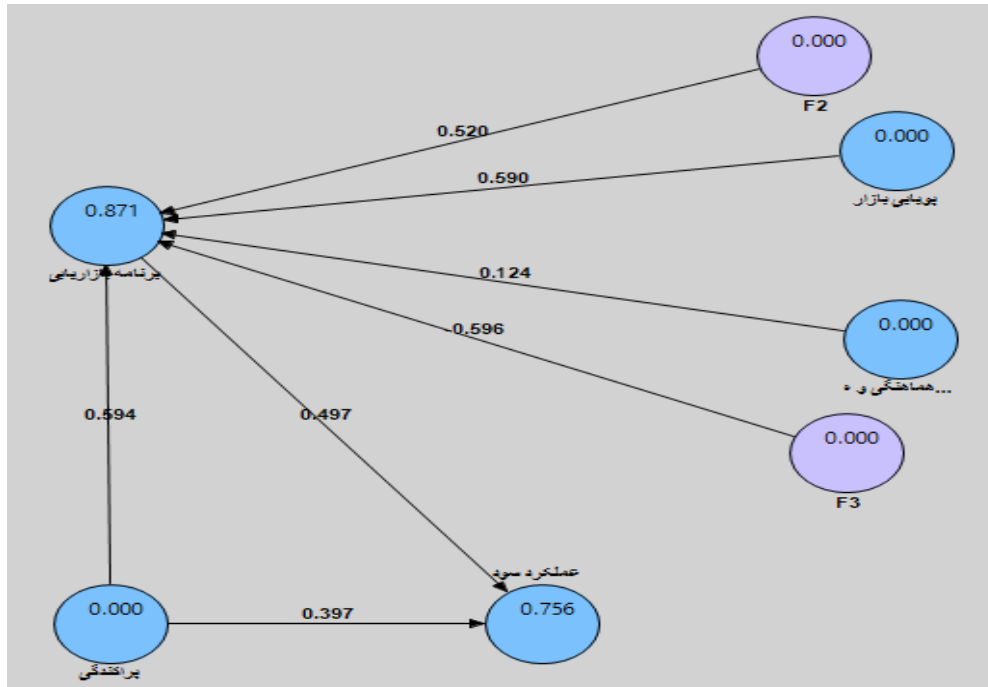 0.000
F2
0.520
0.000
پویایی بازار
0.590
0.871
برنامه بازاریابی
0.124
0.000
هماهنگی و ه...
-0.596
0.000
F3
0.594
0.497
عملکرد سود
0.000
0.397
0.756
پراکندگی